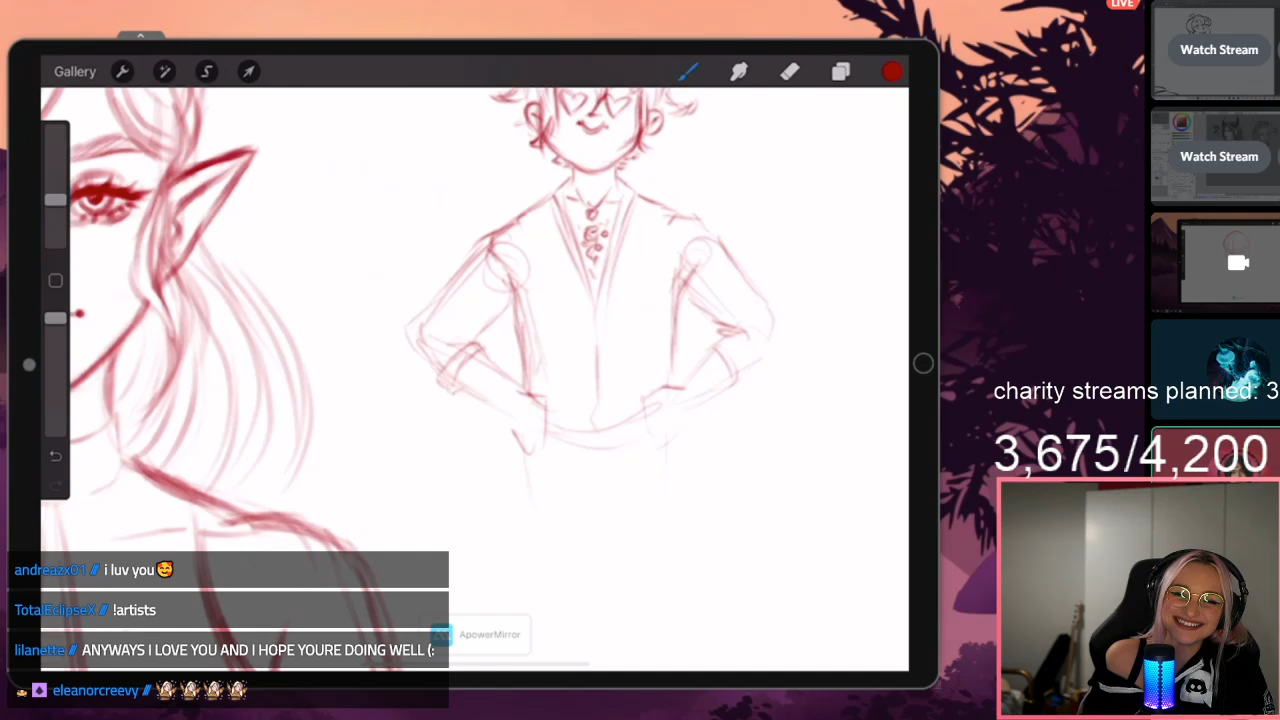 LIVE
Gallery
Watch Stream
Watch Stream
charity streams planned: 3
3,675/4,200
andreazx01 // i luv you🥰
TotalEclipseX // !artists
lilanette // ANYWAYS I LOVE YOU AND I HOPE YOURE DOING WELL (:
eleanorcreevy //
ApowerMirror